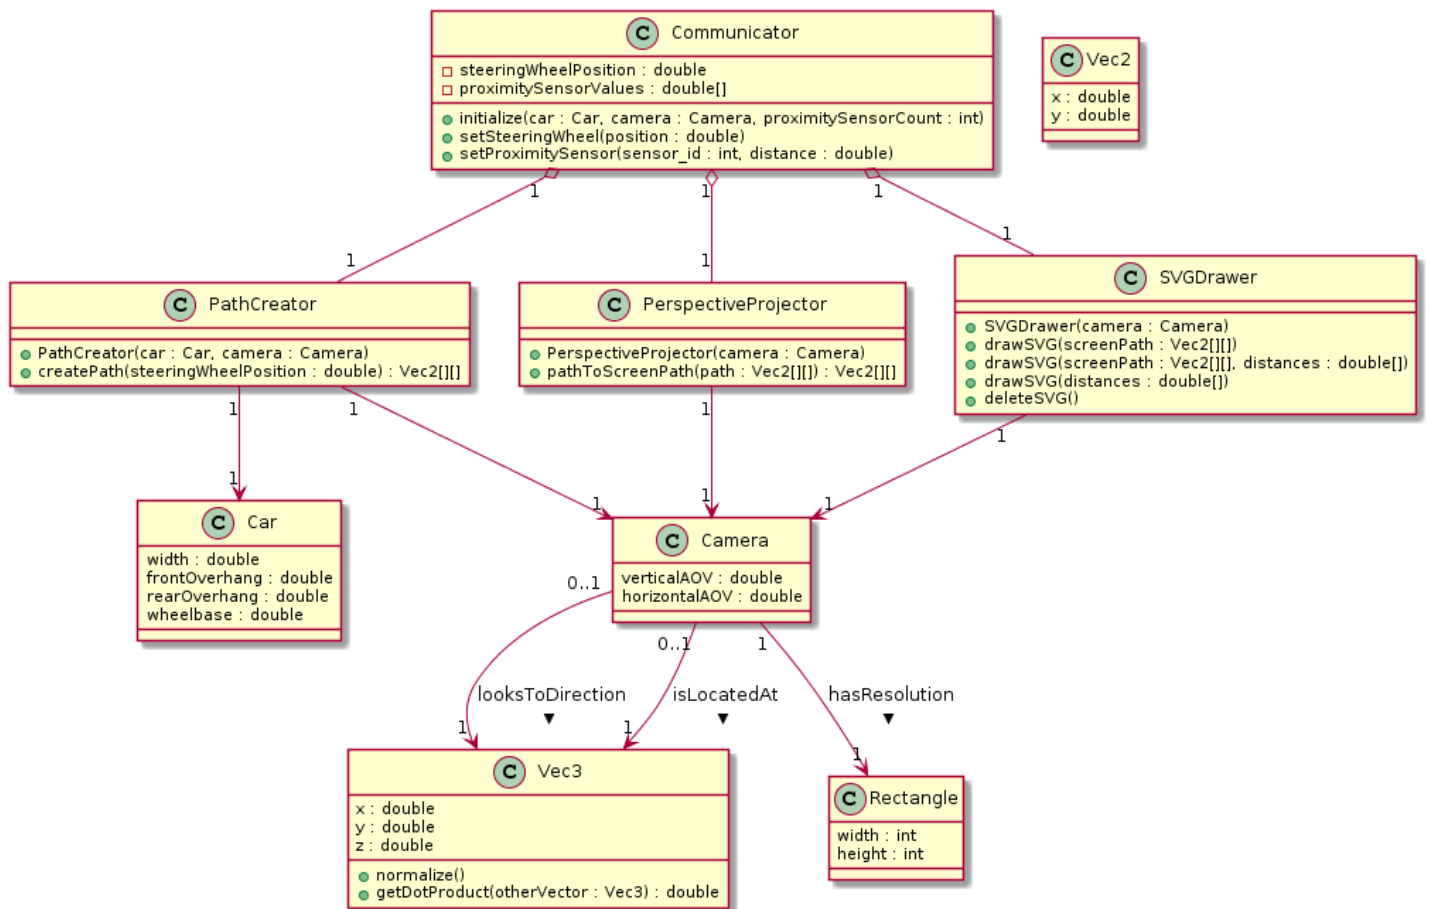 C Communicator
steeringWheelPosition : double
proximitySensorValues : double[]
initialize(car : Car, camera : Camera, proximitySensorCount : int)
setSteeringWheel(position : double)
setProximitySensor(sensor_id : int, distance : double)
C Vec2
x : double
y : double
1
1
1
1
1
1
C PathCreator
PathCreator(car : Car, camera : Camera)
createPath(steeringWheelPosition : double) : Vec2[][]
C PerspectiveProjector
PerspectiveProjector(camera : Camera)
pathToScreenPath(path : Vec2[][]) : Vec2[][]
C SVGDrawer
SVGDrawer(camera : Camera)
drawSVG(screenPath : Vec2[][])
drawSVG(screenPath : Vec2[][], distances : double[])
drawSVG(distances : double[])
deleteSVG()
1
1
1
1
1
1
1
1
C Car
width : double
frontOverhang : double
rearOverhang : double
wheelbase : double
C Camera
verticalAOV : double
horizontalAOV : double
0..1
0..1
1
looksToDirection
isLocatedAt
hasResolution
1
1
1
C Vec3
x : double
y : double
z : double
normalize()
getDotProduct(otherVector : Vec3) : double
C Rectangle
width : int
height : int